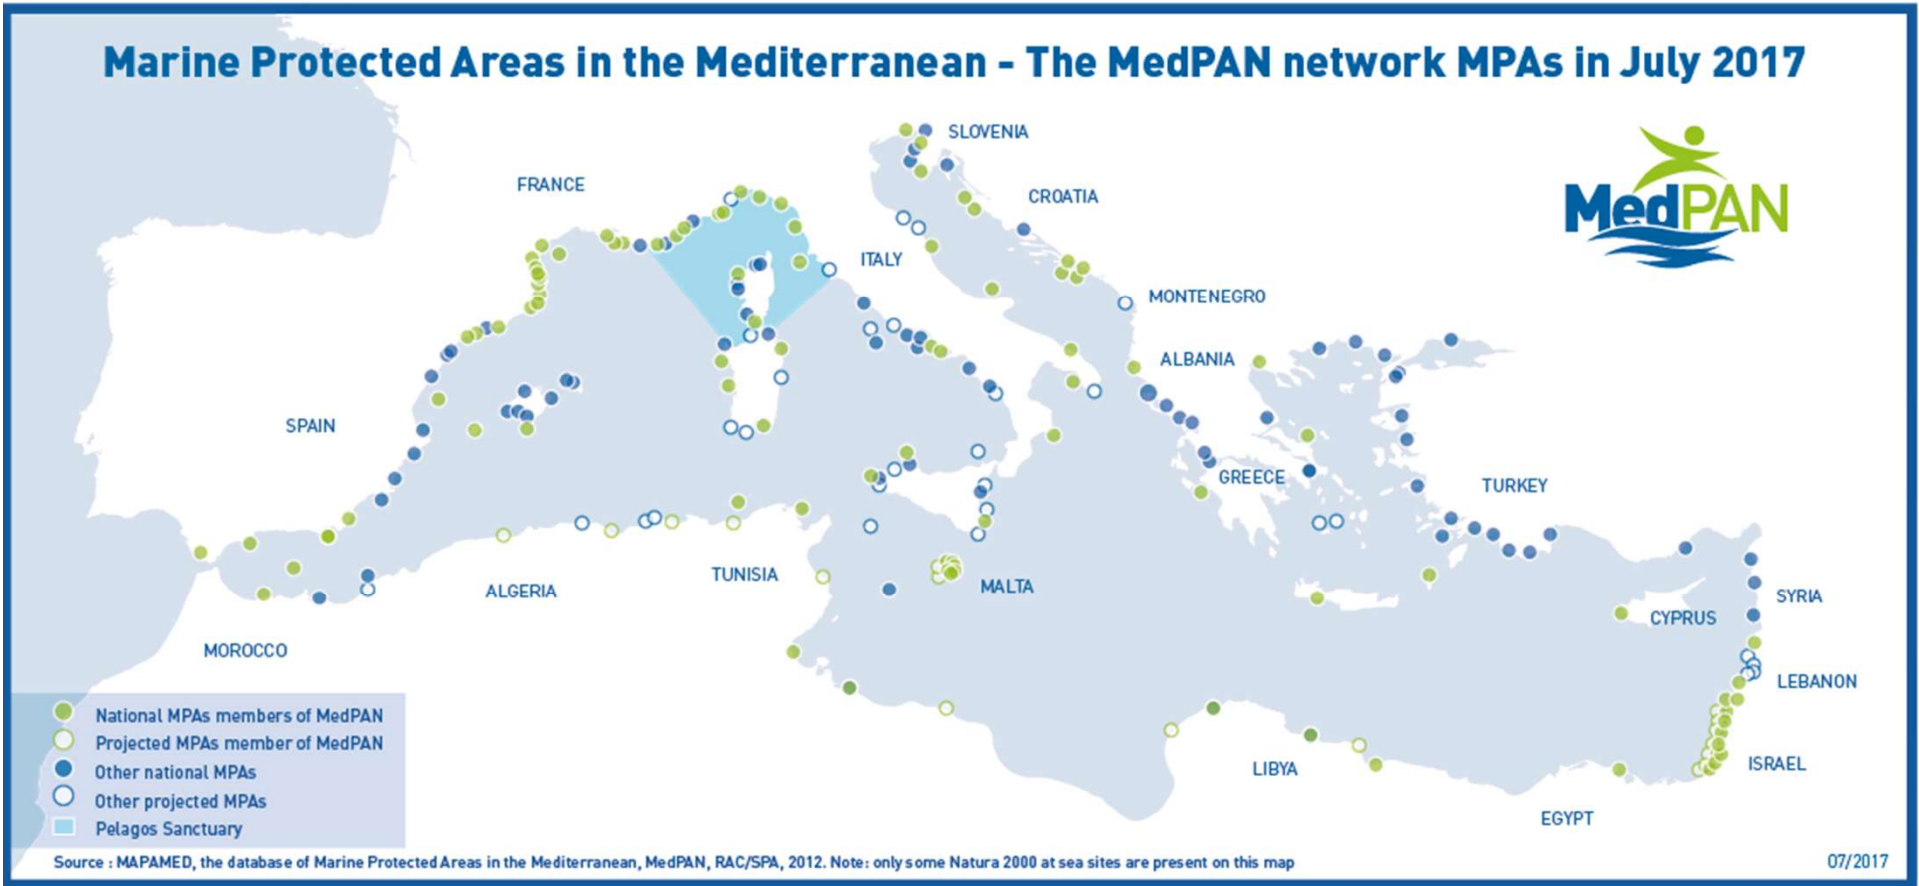 Marine Protected Areas in the Mediterranean - The MedPAN network MPAs in July 2017
SLOVENIA
FRANCE
CROATIA
MedPAN
ITALY
MONTENEGRO
ALBANIA
SPAIN
GREECE
TURKEY
TUNISIA
ALGERIA
MALTA
SYRIA
CYPRUS
MOROCCO
LEBANON
National MPAs members of MedPAN
Projected MPAs member of MedPAN
Other national MPAs
Other projected MPAs
Pelagos Sanctuary
LIBYA
ISRAEL
EGYPT
Source : MAPAMED, the database of Marine Protected Areas in the Mediterranean, MedPAN, RAC/SPA, 2012. Note: only some Natura 2000 at sea sites are present on this map
07/2017